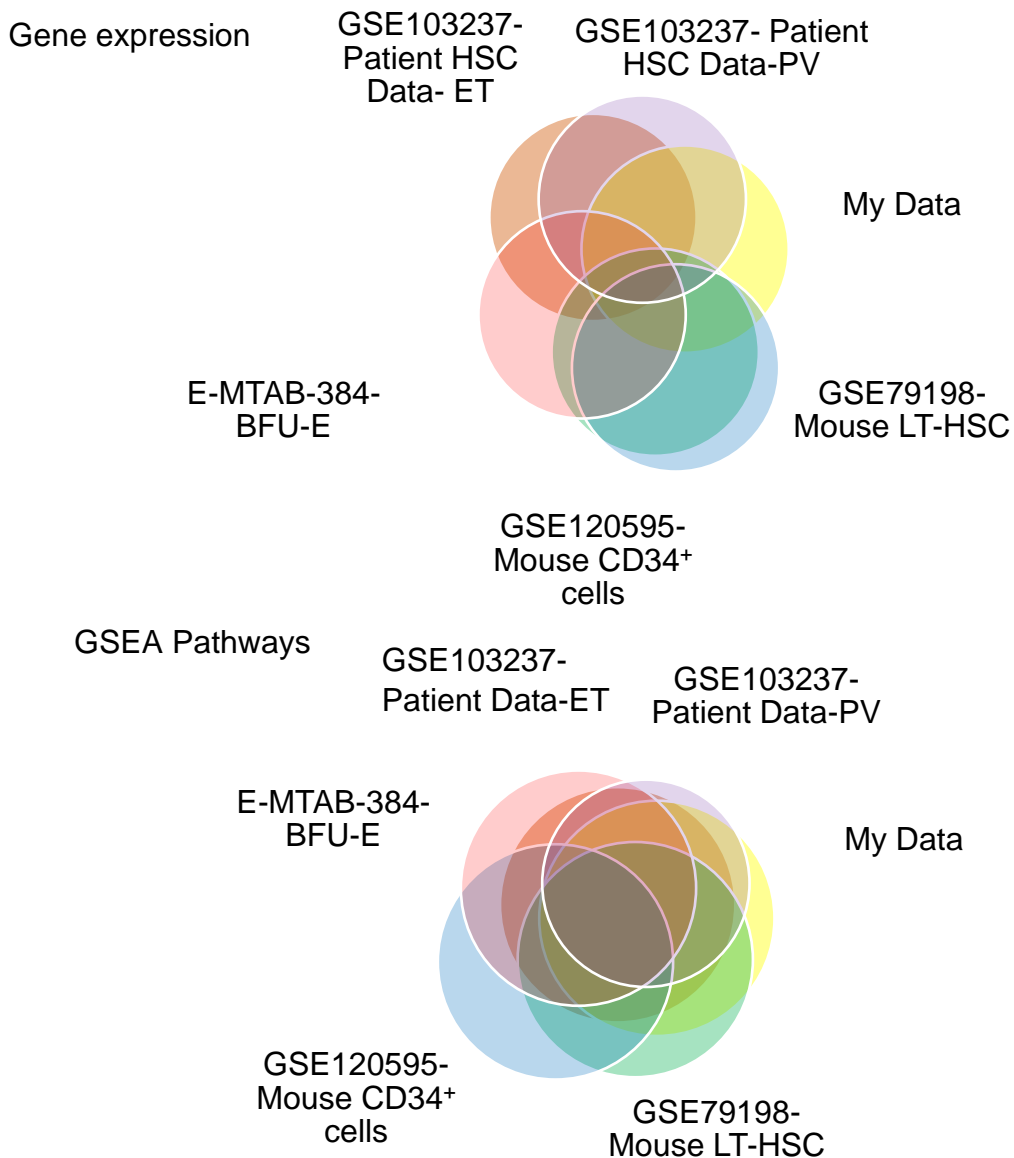 Gene expression
GSE103237-
Patient HSC
Data- ET
GSE103237- Patient
HSC Data-PV
My Data
E-MTAB-384-
BFU-E
GSE79198-
Mouse LT-HSC
GSE120595-
Mouse CD34⁺
cells
GSEA Pathways
GSE103237-
Patient Data-ET
GSE103237-
Patient Data-PV
E-MTAB-384-
BFU-E
My Data
GSE120595-
Mouse CD34⁺
cells
GSE79198-
Mouse LT-HSC